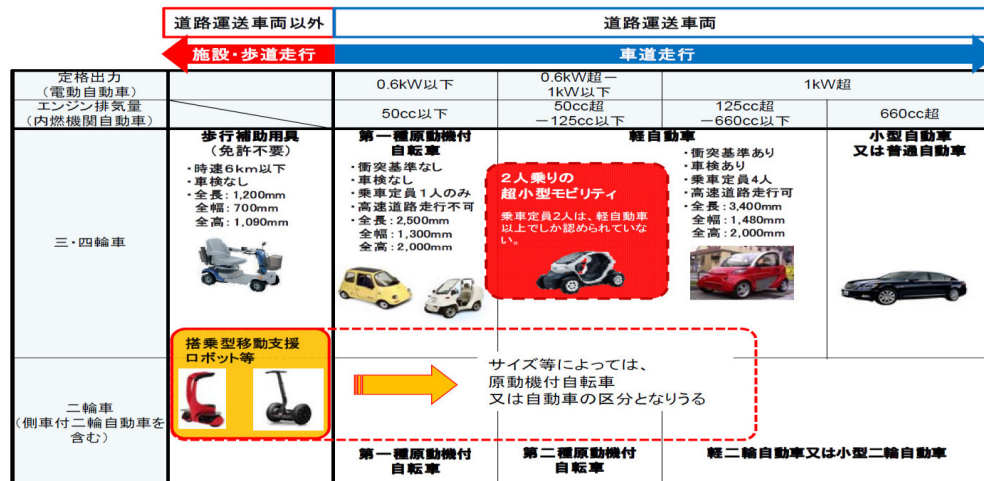 道路運送車両以外
道路運送車両
施設・歩道走行
車道走行
定格出力
(電動自動車)
0.6kW以下
0.6kW超ー
1kW以下
1kW超
エンジン排気量
(内燃機関自動車)
50cc以下
50cc超
ー125cc以下
125cc超
ー660cc以下
660cc超
三・四輪車
歩行補助用具
(免許不要)
・時速6km以下
・車検なし
・全長:1,200mm
全幅:700mm
全高:1,090mm
第一種原動機付
自転車
・衝突基準なし
・車検なし
・乗車定員1人のみ
・高速道路走行不可
・全長:2,500mm
全幅:1,300mm
全高:2,000mm
軽自動車
2人乗りの
超小型モビリティ
乗車定員2人は、軽自動車
以上でしか認められていな
い。
・衝突基準あり
・車検あり
・乗車定員4人
・高速道路走行可
・全長:3,400mm
全幅:1,480mm
全高:2,000mm
小型自動車
又は普通自動車
二輪車
(側車付二輪自動車を
含む)
搭乗型移動支援
ロボット等
サイズ等によっては、
原動機付自転車
又は自動車の区分となりうる
第一種原動機付
自転車
第二種原動機付
自転車
軽二輪自動車又は小型二輪自動車